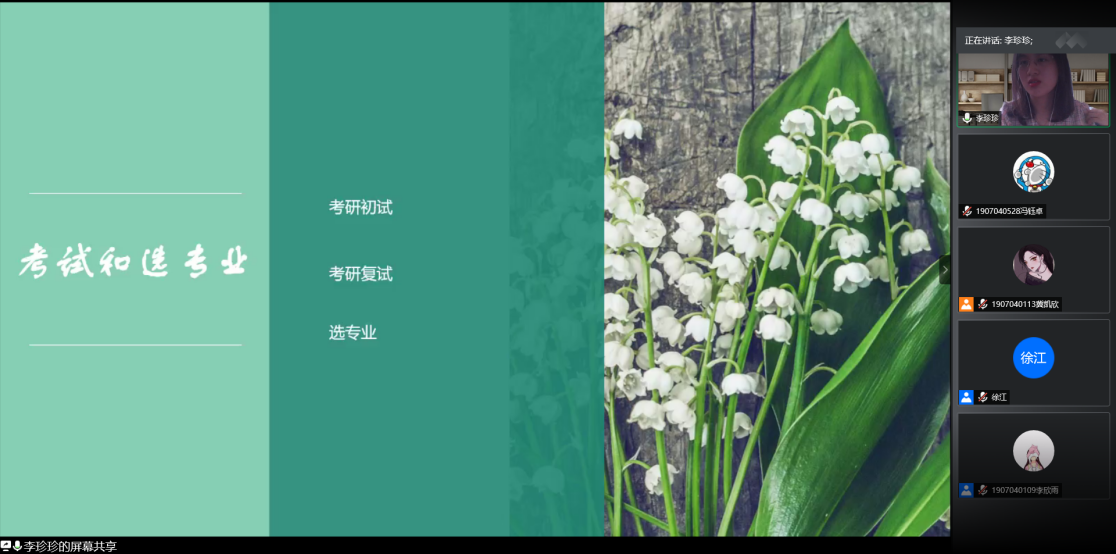 考试和选专业
考研初试
考研复试
选专业
正在讲话: 李珍珍;
李珍珍
1907040528冯钰卓
1907040113黄凯欣
徐江
徐江
1907040109李欣雨
李珍珍的屏幕共享